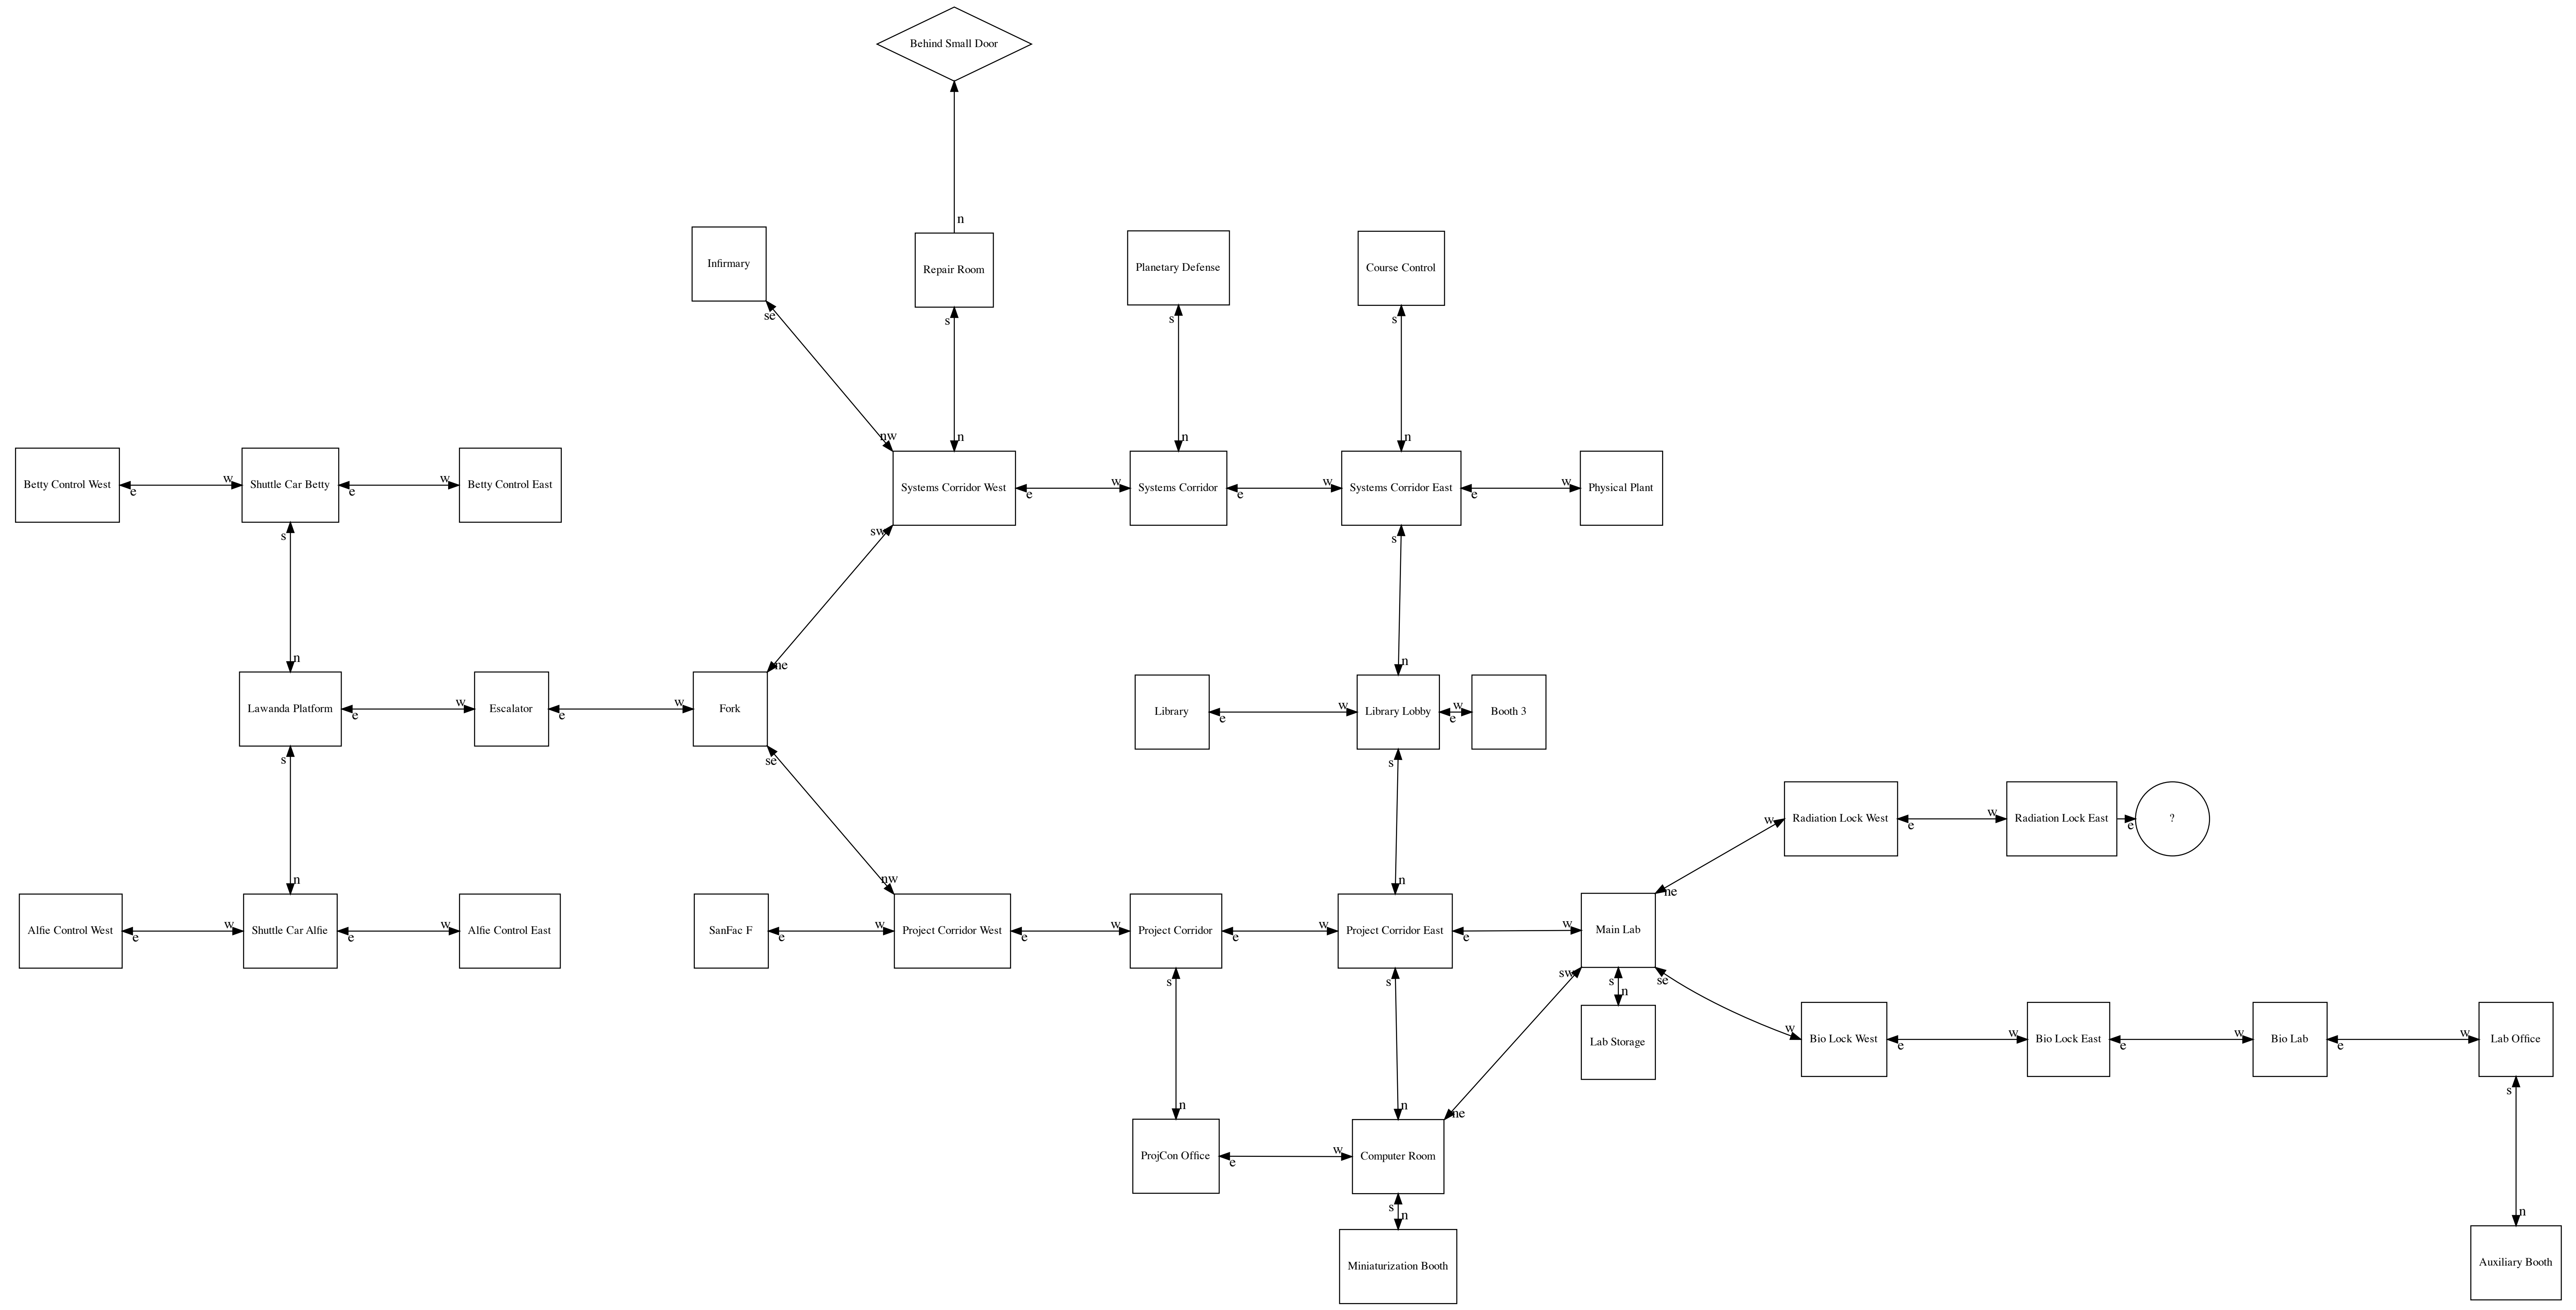 Behind Small Door
n
Infirmary
Repair Room
Planetary Defense
Course Control
se
s
s
s
nw
n
n
n
Betty Control West
e
w
Shuttle Car Betty
e
w
Betty Control East
Systems Corridor West
e
w
Systems Corridor
e
w
Systems Corridor East
e
w
Physical Plant
s
sw
s
n
ne
n
Lawanda Platform
e
w
Escalator
e
w
Fork
Library
e
w
Library Lobby
e
w
Booth 3
s
se
s
Radiation Lock West
e
w
Radiation Lock East
e
?
w
n
nw
n
ne
Alfie Control West
e
w
Shuttle Car Alfie
e
w
Alfie Control East
SanFac F
e
w
Project Corridor West
e
w
Project Corridor
e
w
Project Corridor East
e
w
Main Lab
s
s
sw
s
se
n
Lab Storage
w
Bio Lock West
e
w
Bio Lock East
e
w
Bio Lab
e
w
Lab Office
s
n
n
ne
ProjCon Office
e
w
Computer Room
s
n
n
Miniaturization Booth
Auxiliary Booth